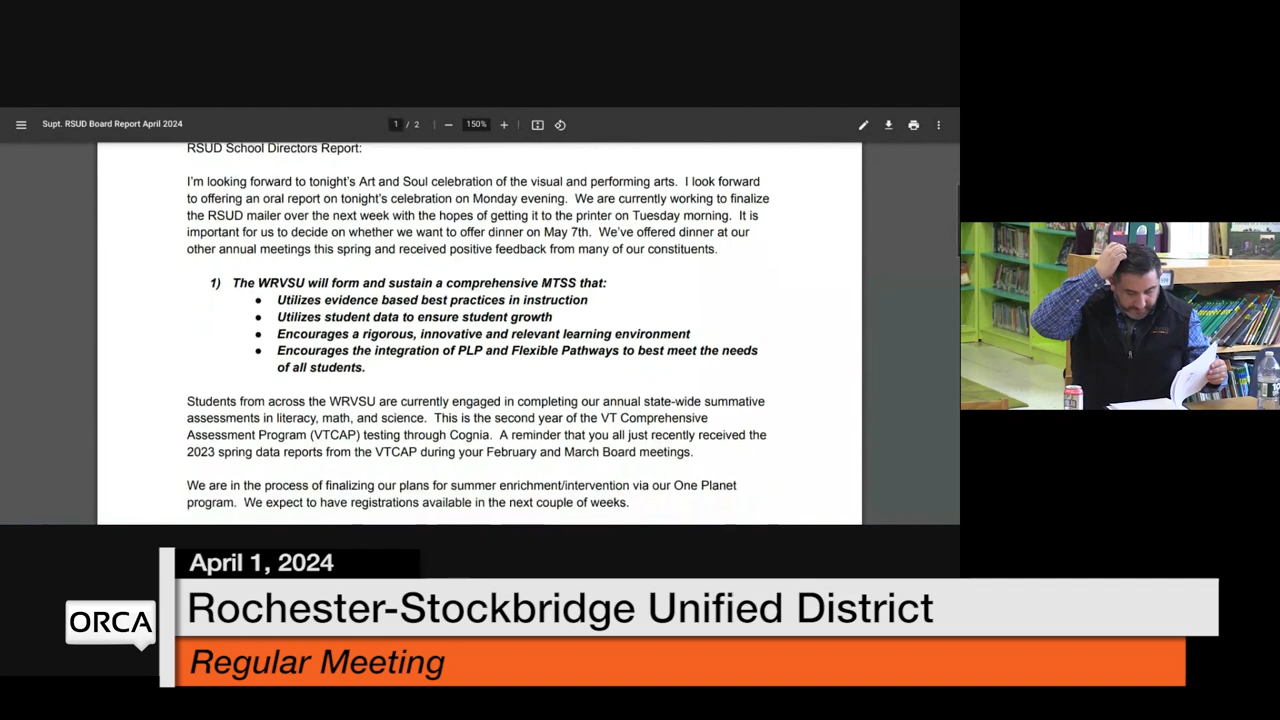 Supt. RSUD Board Report April 2024
1 / 2 | — 150% + |
RSUD School Directors Report:
I'm looking forward to tonight's Art and Soul celebration of the visual and performing arts. I look forward
to offering an oral report on tonight's celebration on Monday evening. We are currently working to finalize
the RSUD mailer over the next week with the hopes of getting it to the printer on Tuesday morning. It is
important for us to decide on whether we want to offer dinner on May 7th. We've offered dinner at our
other annual meetings this spring and received positive feedback from many of our constituents.
1) The WRVSU will form and sustain a comprehensive MTSS that:
● Utilizes evidence based best practices in instruction
● Utilizes student data to ensure student growth
● Encourages a rigorous, innovative and relevant learning environment
● Encourages the integration of PLP and Flexible Pathways to best meet the needs
of all students.
Students from across the WRVSU are currently engaged in completing our annual state-wide summative
assessments in literacy, math, and science. This is the second year of the VT Comprehensive
Assessment Program (VTCAP) testing through Cognia. A reminder that you all just recently received the
2023 spring data reports from the VTCAP during your February and March Board meetings.
We are in the process of finalizing our plans for summer enrichment/intervention via our One Planet
program. We expect to have registrations available in the next couple of weeks.
April 1, 2024
ORCA
Rochester-Stockbridge Unified District
Regular Meeting